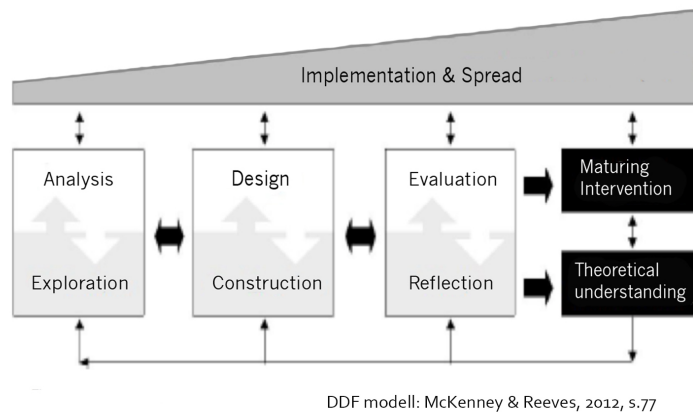 Implementation & Spread
Analysis
Exploration
Design
Construction
Evaluation
Reflection
Maturing
Intervention
Theoretical
understanding
DDF modell: McKenney & Reeves, 2012, s.77